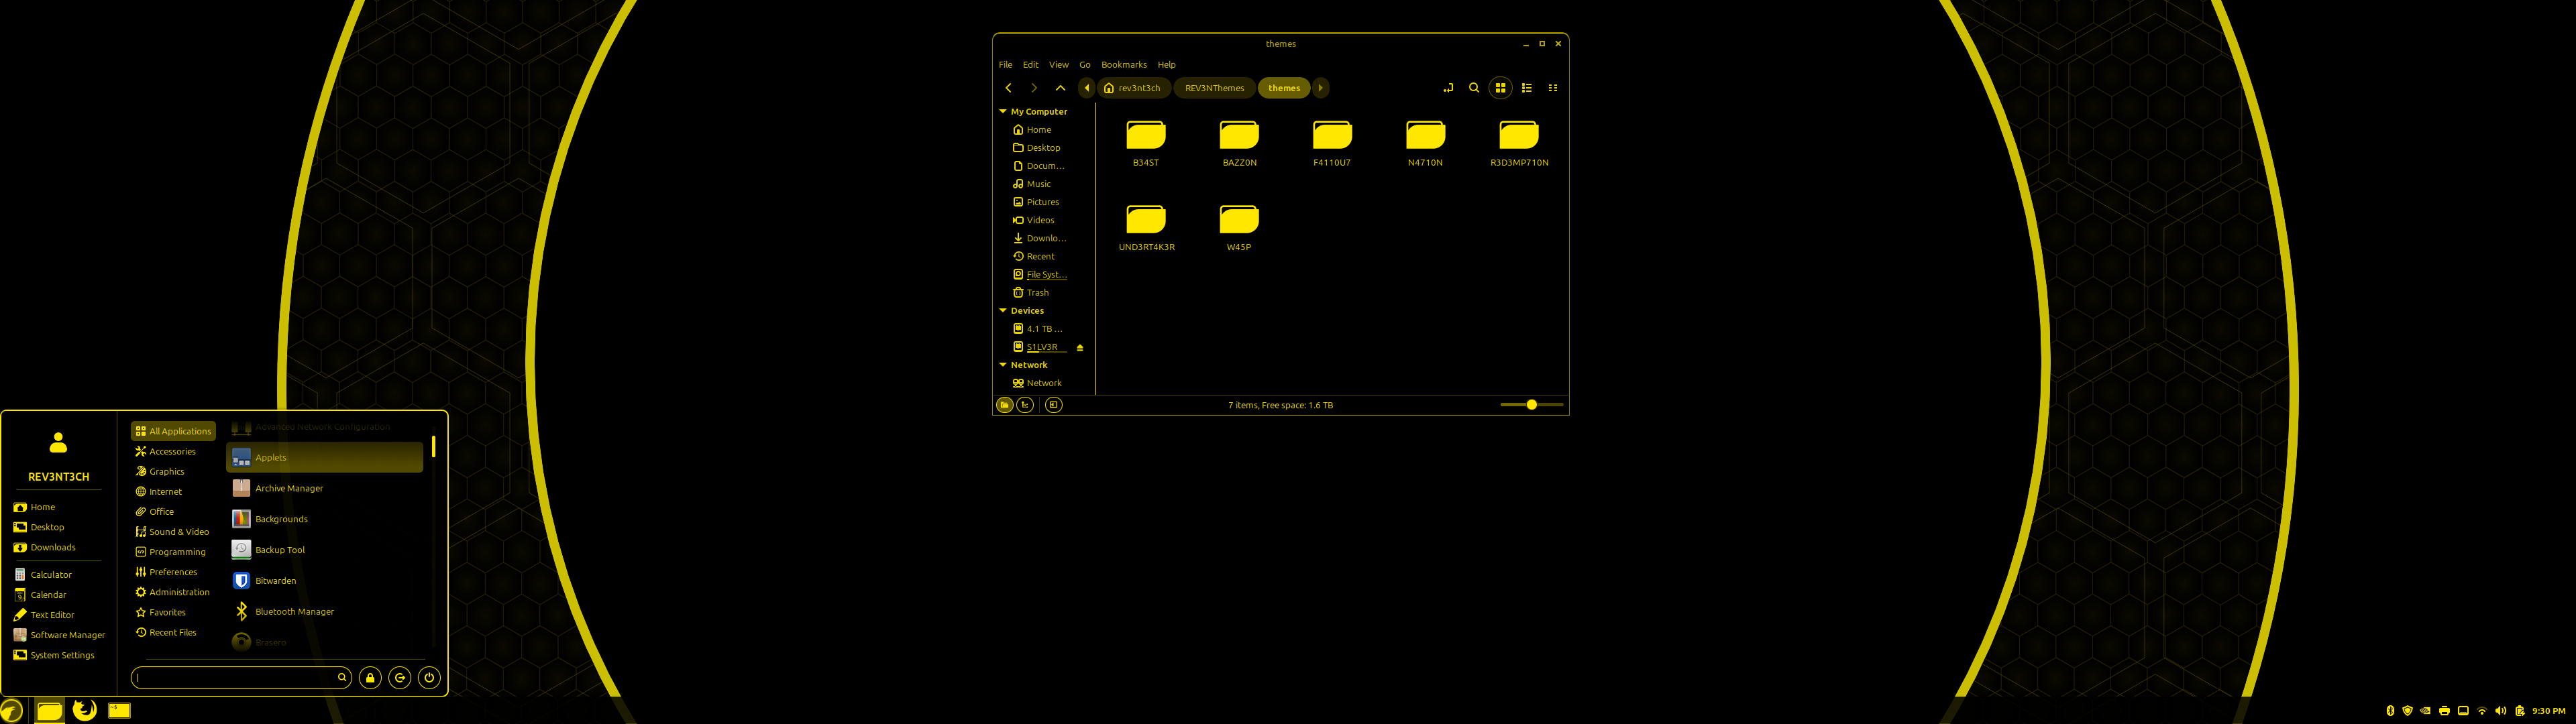 themes
File Edit View Go Bookmarks Help
rev3nt3ch REV3NThemes themes
My Computer
Home
Desktop
Docum...
Music
Pictures
Videos
Downlo...
Recent
File Syst...
Trash
Devices
4.1 TB ...
S1LV3R
Network
Network
B34ST BAZZ0N F4110U7 N4710N R3D3MP710N
UND3RT4K3R W45P
7 items, Free space: 1.6 TB
REV3NT3CH
Home
Desktop
Downloads
Calculator
Calendar
Text Editor
Software Manager
System Settings
All Applications
Accessories
Graphics
Internet
Office
Sound & Video
Programming
Preferences
Administration
Favorites
Recent Files
Advanced Network Configuration
Applets
Archive Manager
Backgrounds
Backup Tool
Bitwarden
Bluetooth Manager
Brasero
9:30 PM